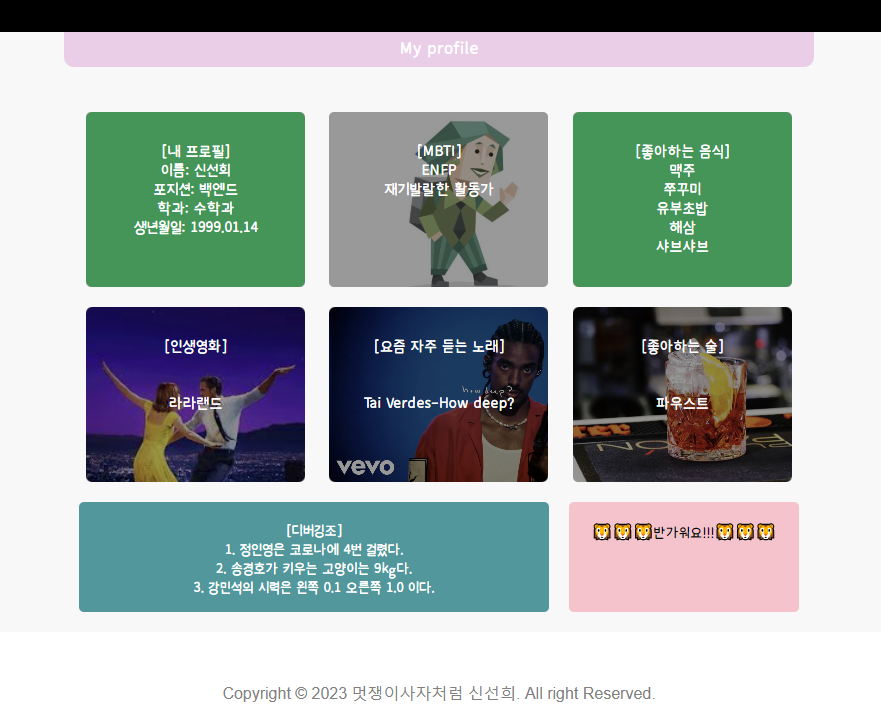 My profile
[내 프로필]
이름: 신선희
포지션: 백엔드
학과: 수학과
생년월일: 1999.01.14
[MBTI]
ENFP
재기발랄한 활동가
[좋아하는 음식]
맥주
쭈꾸미
유부초밥
해삼
샤브샤브
[인생영화]
라라랜드
[요즘 자주 듣는 노래]
how deep?
Tai Verdes-How deep?
vevo
[좋아하는 술]
파우스트
[디버깅조]
1. 정인영은 코로나에 4번 걸렸다.
2. 송경호가 키우는 고양이는 9kg다.
3. 강민석의 시력은 왼쪽 0.1 오른쪽 1.0 이다.
🦁🦁🦁반가워요!!!🦁🦁🦁
Copyright © 2023 멋쟁이사자처럼 신선희. All right Reserved.